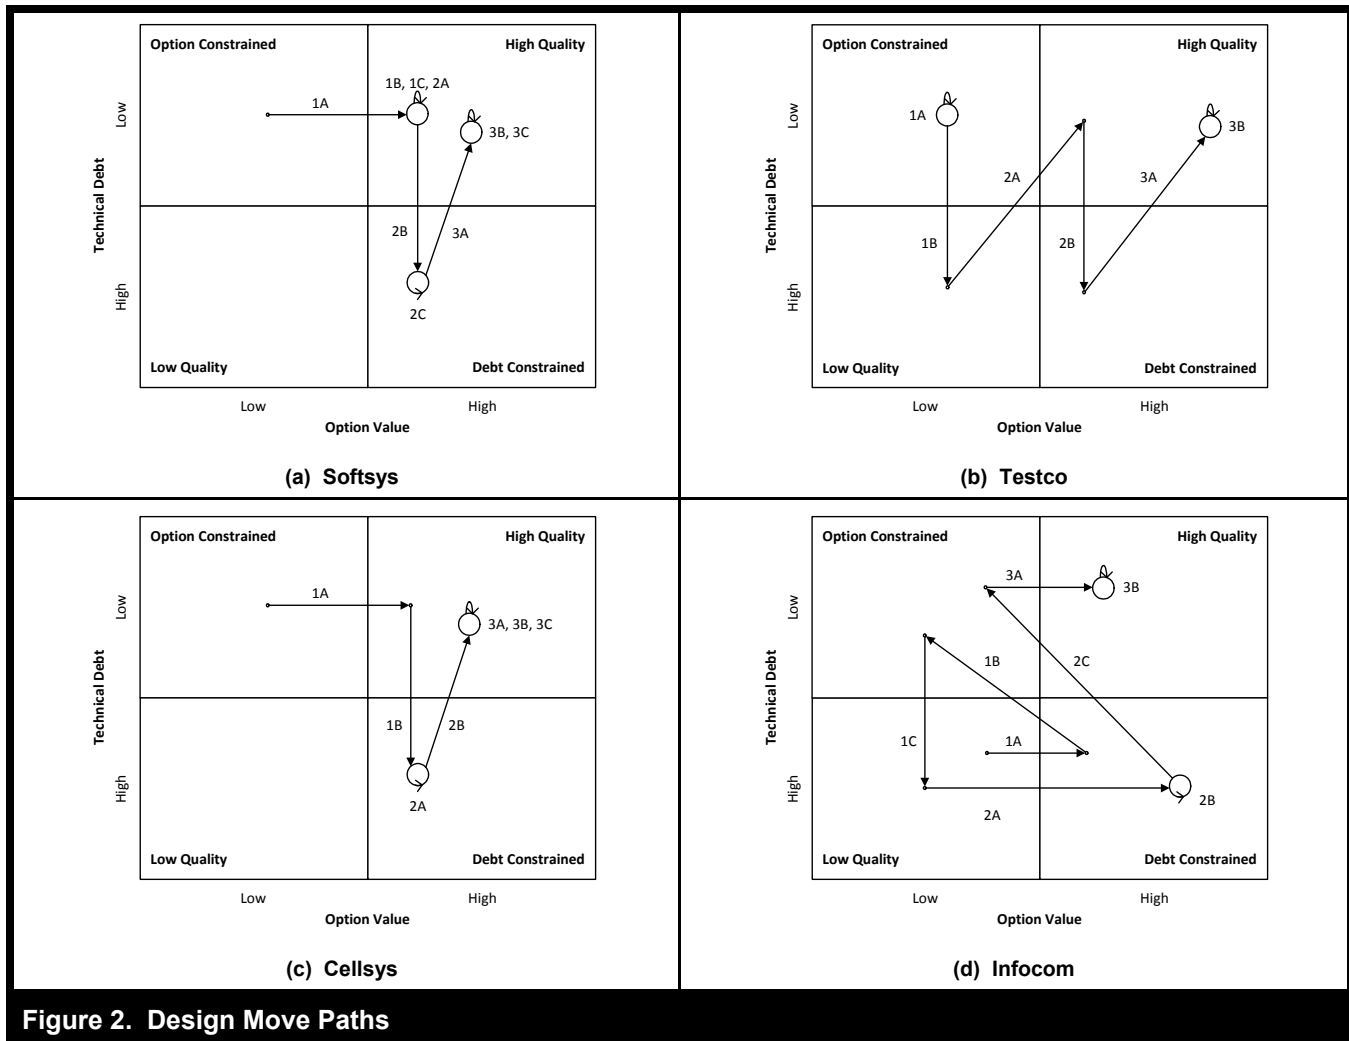 Option Constrained
High Quality
1B, 1C, 2A
1A
3B, 3C
2B
3A
2C
Low Quality
Debt Constrained
Technical Debt
Low
High
Low
High
Option Value
(a) Softsys
Option Constrained
High Quality
1A
3B
2A
3A
1B
2B
Low Quality
Debt Constrained
Technical Debt
Low
High
Low
High
Option Value
(b) Testco
Option Constrained
High Quality
1A
3A, 3B, 3C
1B
2B
2A
Low Quality
Debt Constrained
Technical Debt
Low
High
Low
High
Option Value
(c) Cellsys
Option Constrained
High Quality
3A
3B
1B
2C
1C
1A
2B
2A
Low Quality
Debt Constrained
Technical Debt
Low
High
Low
High
Option Value
(d) Infocom
Figure 2. Design Move Paths